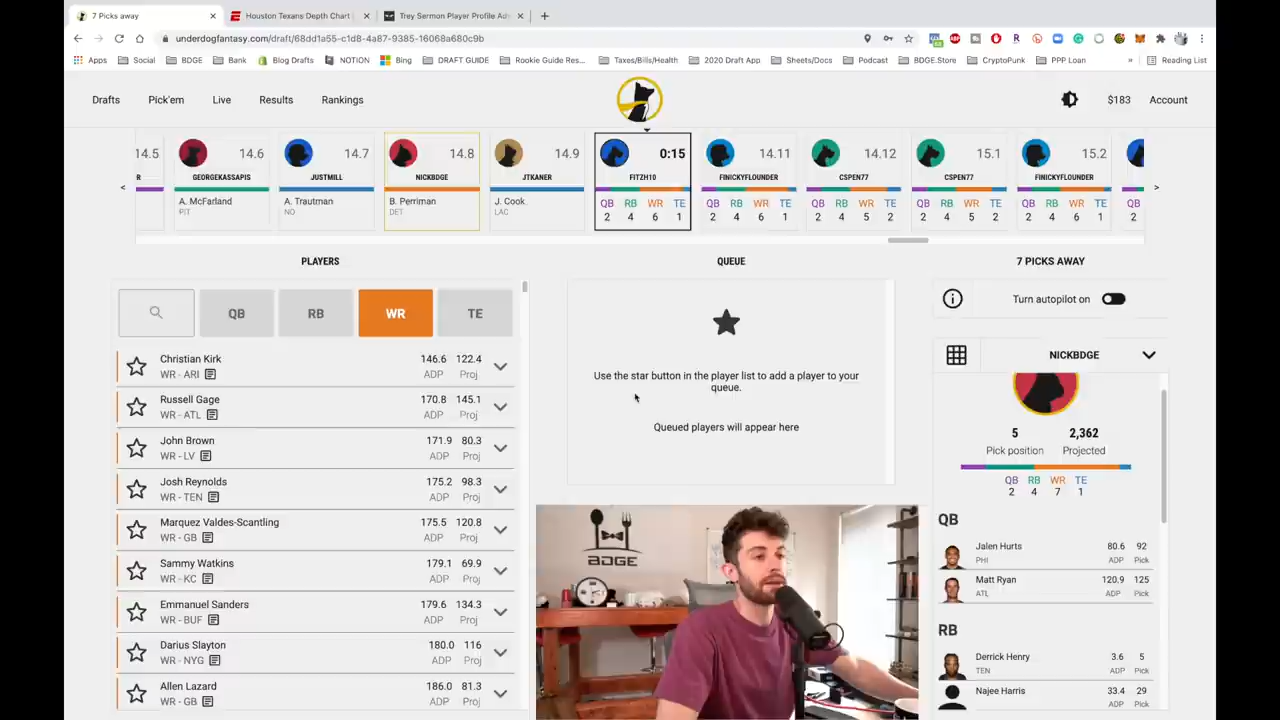 7 Picks away
Houston Texans Depth Chart |
Trey Sermon Player Profile Adv
underdogfantasy.com/draft/68dd1a55-c1d8-4a87-9385-16068a680c9b
Apps Social BDGE Bank Blog Drafts NOTION Bing DRAFT GUIDE Rookie Guide Res... Taxes/Bills/Health 2020 Draft App Sheets/Docs Podcast BDGE.Store CryptoPunk PPP Loan » Reading List
Drafts Pick'em Live Results Rankings $183 Account
14.5 14.6 14.7 14.8 14.9 0:15 14.11 14.12 15.1 15.2
R GEORGEKASSAPIS JUSTMILL NICKBDGE JTKANER FITZH10 FINICKYFLOUNDER CSPEN77 CSPEN77 FINICKYFLOUNDER
A. McFarland A. Trautman B. Perriman J. Cook QB RB WR TE QB RB WR TE QB RB WR TE QB RB WR TE QB RB WR TE QB
PIT NO DET LAC 2 4 6 1 2 4 6 1 2 4 5 2 2 4 5 2 2 4 6 1 2
< >
PLAYERS QUEUE 7 PICKS AWAY
QB RB WR TE
Turn autopilot on
NICKBDGE
Christian Kirk 146.6 122.4
WR - ARI ADP Proj
Russell Gage 170.8 145.1
WR - ATL ADP Proj
John Brown 171.9 80.3
WR - LV ADP Proj
Josh Reynolds 175.2 98.3
WR - TEN ADP Proj
Marquez Valdes-Scantling 175.5 120.8
WR - GB ADP Proj
Sammy Watkins 179.1 69.9
WR - KC ADP Proj
Emmanuel Sanders 179.6 134.3
WR - BUF ADP Proj
Darius Slayton 180.0 116
WR - NYG ADP Proj
Allen Lazard 186.0 81.3
WR - GB ADP Proj
Use the star button in the player list to add a player to your
queue.
Queued players will appear here
BDGE
5 2,362
Pick position Projected
QB RB WR TE
2 4 7 1
QB
Jalen Hurts 80.6 92
PHI ADP Pick
Matt Ryan 120.9 125
ATL ADP Pick
RB
Derrick Henry 3.6 5
TEN ADP Pick
Najee Harris 33.4 29